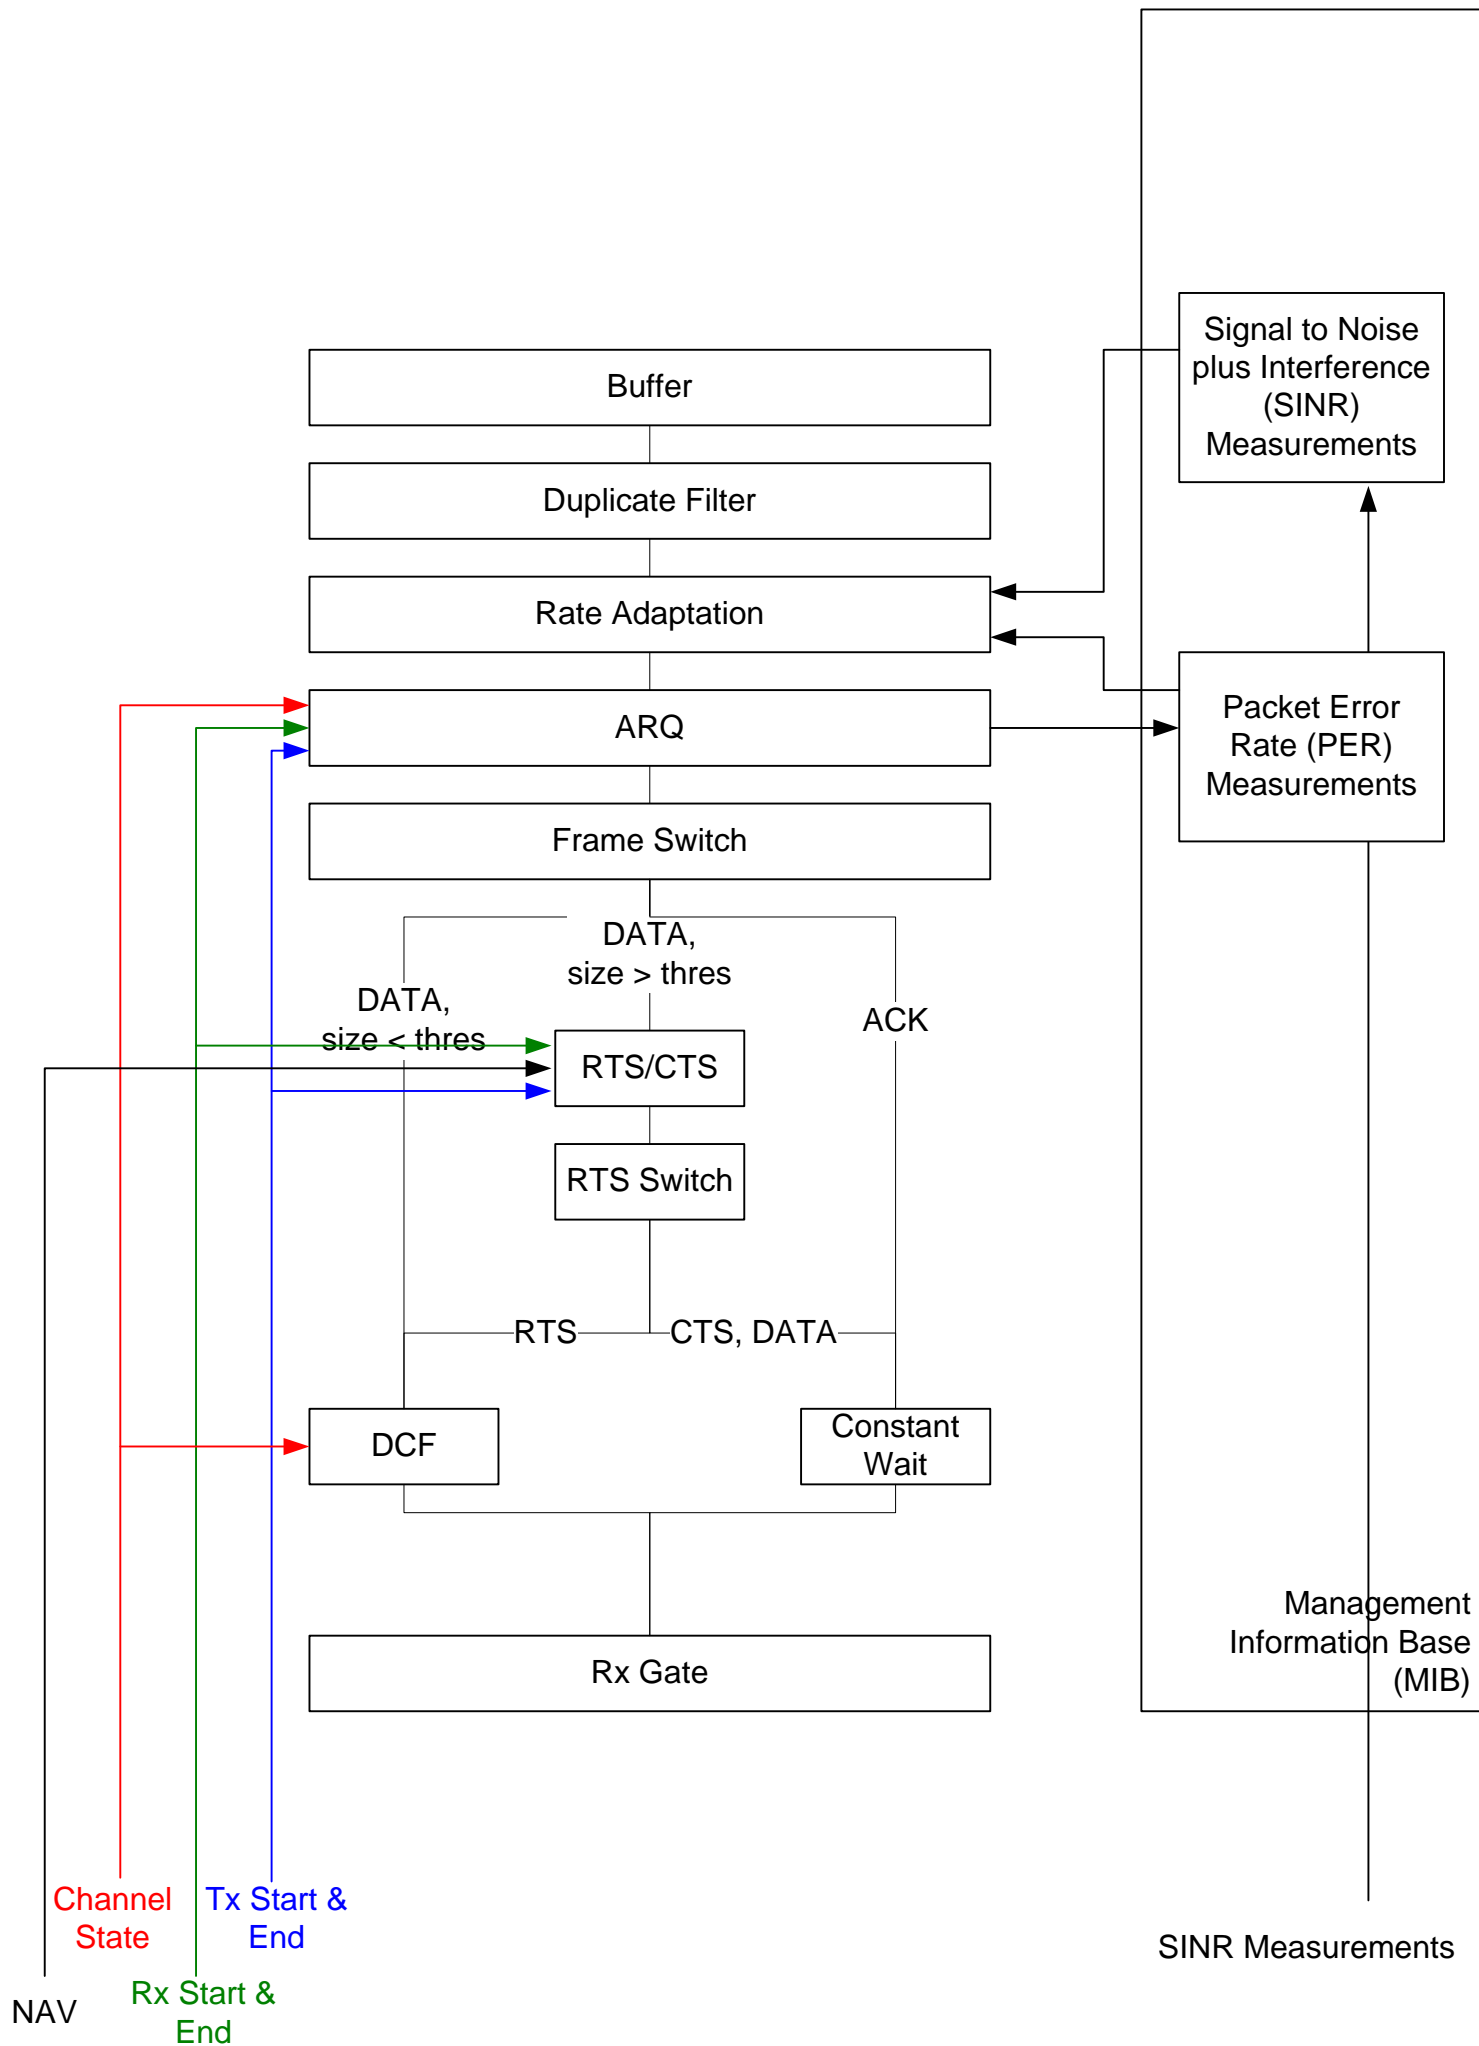 Signal to Noise
plus Interference
(SINR)
Measurements
Buffer
Duplicate Filter
Rate Adaptation
ARQ
Packet Error
Rate (PER)
Measurements
Frame Switch
DATA,
size > thres
DATA,
size < thres
ACK
RTS/CTS
RTS Switch
RTS
CTS, DATA
DCF
Constant
Wait
Management
Information Base
(MIB)
Rx Gate
Channel
State
Tx Start &
End
SINR Measurements
NAV
Rx Start &
End